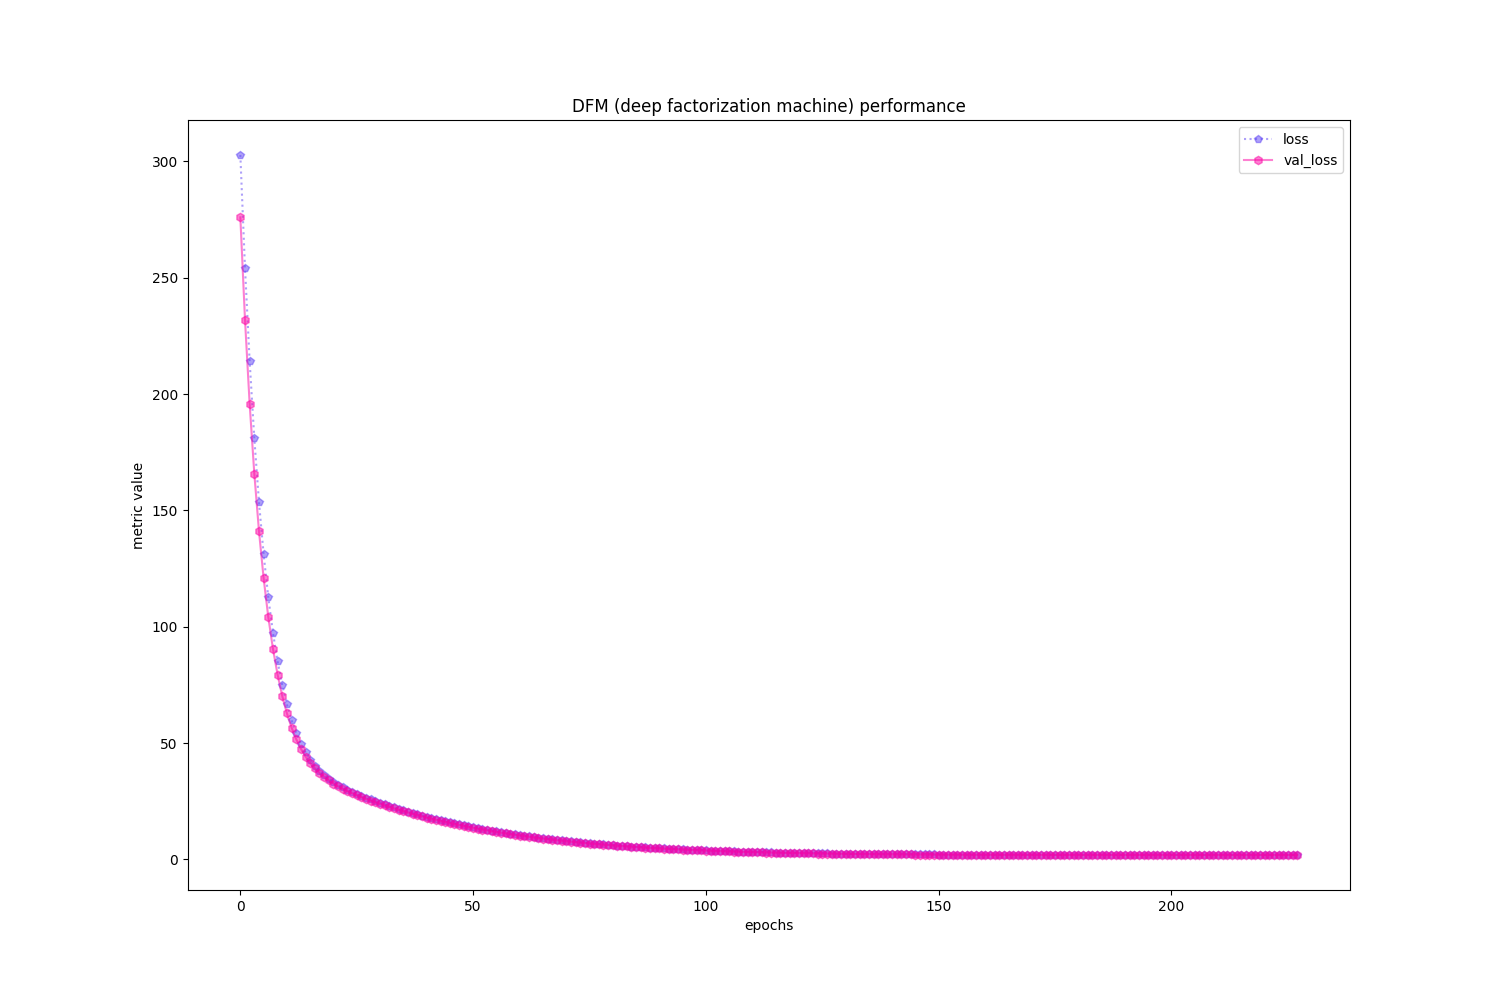 DFM (deep factorization machine) performance
loss
val_loss
300
250
200
150
100
50
0
metric value
0 50 100 150 200
epochs